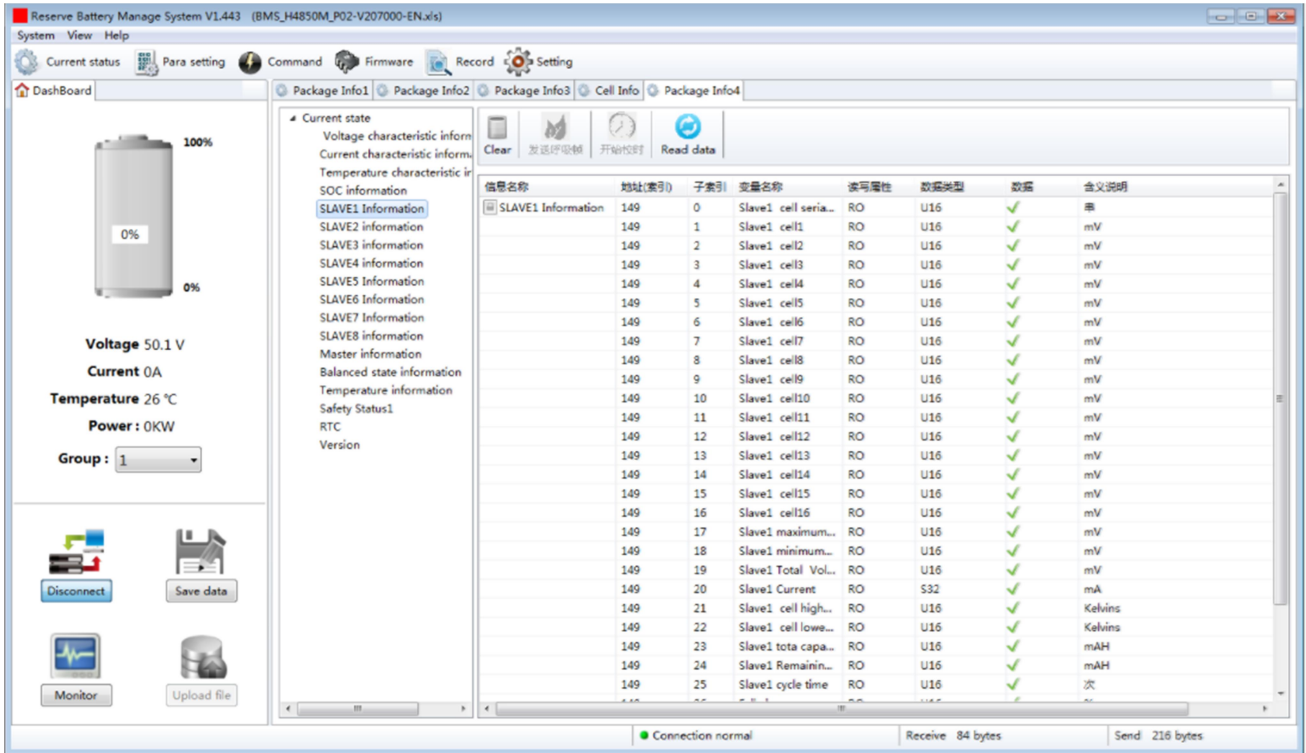 Reserve Battery Manage System V1.443 (BMS_H4850M_P02-V207000-EN.xls)
System View Help
Current status Para setting Command Firmware Record Setting
DashBoard
Package Info1 Package Info2 Package Info3 Cell Info Package Info4
100%
0%
0%
Voltage 50.1 V
Current 0A
Temperature 26 ℃
Power : 0KW
Group : 1
Disconnect Save data
Monitor Upload file
Current state
Voltage characteristic inform
Current characteristic inform
Temperature characteristic ir
SOC information
SLAVE1 Information
SLAVE2 information
SLAVE3 information
SLAVE4 information
SLAVE5 Information
SLAVE6 Information
SLAVE7 Information
SLAVE8 information
Master information
Balanced state information
Temperature information
Safety Status1
RTC
Version
Clear 发送呼吸帧 开始校时 Read data
信息名称 地址(索引) 子索引 变量名称 读写属性 数据类型 数据 含义说明
SLAVE1 Information 149 0 Slave1 cell seria... RO U16 串
149 1 Slave1 cell1 RO U16 mV
149 2 Slave1 cell2 RO U16 mV
149 3 Slave1 cell3 RO U16 mV
149 4 Slave1 cell4 RO U16 mV
149 5 Slave1 cell5 RO U16 mV
149 6 Slave1 cell6 RO U16 mV
149 7 Slave1 cell7 RO U16 mV
149 8 Slave1 cell8 RO U16 mV
149 9 Slave1 cell9 RO U16 mV
149 10 Slave1 cell10 RO U16 mV
149 11 Slave1 cell11 RO U16 mV
149 12 Slave1 cell12 RO U16 mV
149 13 Slave1 cell13 RO U16 mV
149 14 Slave1 cell14 RO U16 mV
149 15 Slave1 cell15 RO U16 mV
149 16 Slave1 cell16 RO U16 mV
149 17 Slave1 maximum... RO U16 mV
149 18 Slave1 minimum... RO U16 mV
149 19 Slave1 Total Vol... RO U16 mV
149 20 Slave1 Current RO S32 mA
149 21 Slave1 cell high... RO U16 Kelvins
149 22 Slave1 cell lowe... RO U16 Kelvins
149 23 Slave1 tota capa... RO U16 mAH
149 24 Slave1 Remainin... RO U16 mAH
149 25 Slave1 cycle time RO U16 次
Connection normal Receive 84 bytes Send 216 bytes